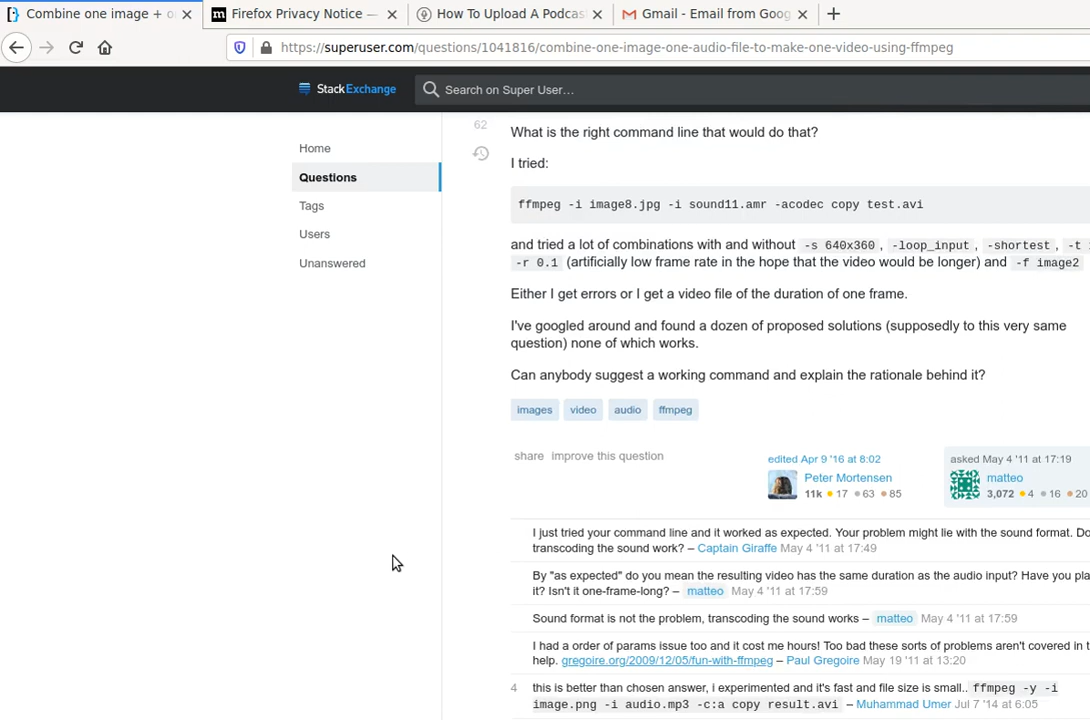 Combine one image + o
Firefox Privacy Notice —
How To Upload A Podcas
Gmail - Email from Goog
https://superuser.com/questions/1041816/combine-one-image-one-audio-file-to-make-one-video-using-ffmpeg
StackExchange
Search on Super User…
Home
Questions
Tags
Users
Unanswered
62
What is the right command line that would do that?
I tried:
ffmpeg -i image8.jpg -i sound11.amr -acodec copy test.avi
and tried a lot of combinations with and without -s 640x360, -loop_input, -shortest, -t
-r 0.1 (artificially low frame rate in the hope that the video would be longer) and -f image2
Either I get errors or I get a video file of the duration of one frame.
I've googled around and found a dozen of proposed solutions (supposedly to this very same
question) none of which works.
Can anybody suggest a working command and explain the rationale behind it?
images video audio ffmpeg
share improve this question
edited Apr 9 '16 at 8:02
Peter Mortensen
11k 17 63 85
asked May 4 '11 at 17:19
matteo
3,072 4 16 20
I just tried your command line and it worked as expected. Your problem might lie with the sound format. Do
transcoding the sound work? – Captain Giraffe May 4 '11 at 17:49
By "as expected" do you mean the resulting video has the same duration as the audio input? Have you pla
it? Isn't it one-frame-long? – matteo May 4 '11 at 17:59
Sound format is not the problem, transcoding the sound works – matteo May 4 '11 at 17:59
I had a order of params issue too and it cost me hours! Too bad these sorts of problems aren't covered in t
help. gregoire.org/2009/12/05/fun-with-ffmpeg – Paul Gregoire May 19 '11 at 13:20
4 this is better than chosen answer, i experimented and it's fast and file size is small.. ffmpeg -y -i
image.png -i audio.mp3 -c:a copy result.avi – Muhammad Umer Jul 7 '14 at 6:05